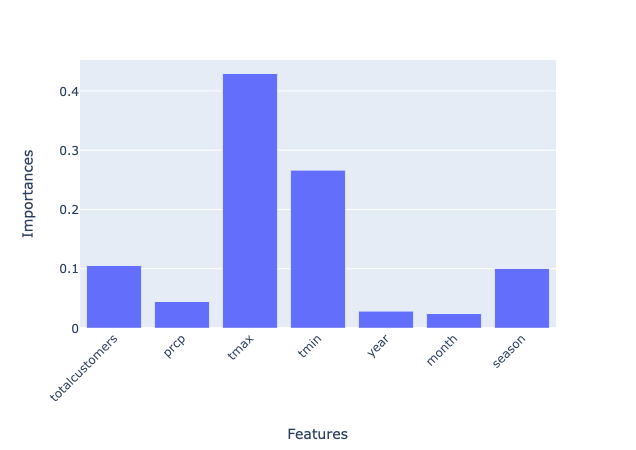 Importances
0.4
0.3
0.2
0.1
0
totalcustomers
prcp
tmax
tmin
year
month
season
Features